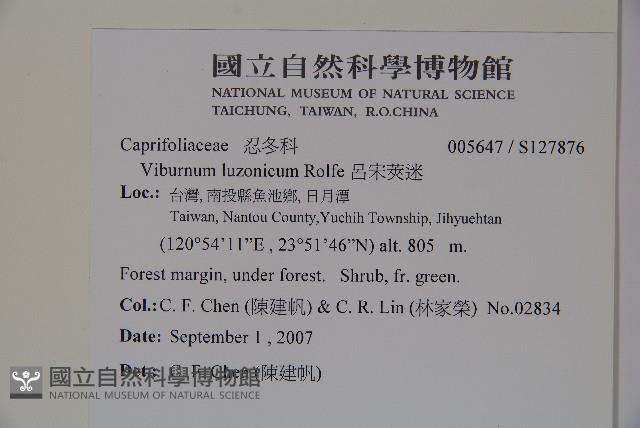 國立自然科學博物館
NATIONAL MUSEUM OF NATURAL SCIENCE
TAICHUNG, TAIWAN, R.O.CHINA
Caprifoliaceae 忍冬科 005647 / S127876
Viburnum luzonicum Rolfe 呂宋莢迷
Loc.: 台灣, 南投縣魚池鄉, 日月潭
Taiwan, Nantou County,Yuchih Township, Jihyuehtan
(120°54’11”E , 23°51’46”N) alt. 805 m.
Forest margin, under forest. Shrub, fr. green.
Col.: C. F. Chen (陳建帆) & C. R. Lin (林家榮) No.02834
Date: September 1 , 2007
Det.: C. F. Chen (陳建帆)
國立自然科學博物館
NATIONAL MUSEUM OF NATURAL SCIENCE